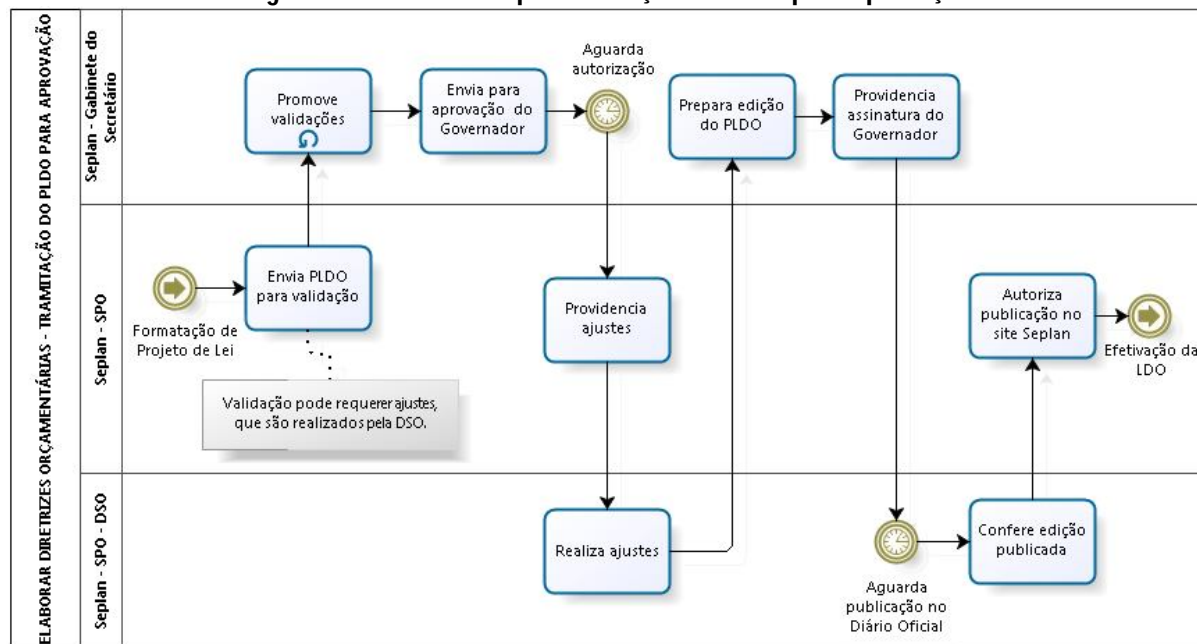 ELABORAR DIRETRIZES ORÇAMENTÁRIAS - TRAMITAÇÃO DO PLDO PARA APROVAÇÃO
Seplan - Gabinete do
Secretário
Promove
validações
Envia para
aprovação do
Governador
Aguarda
autorização
Prepara edição
do PLDO
Providencia
assinatura do
Governador
Seplan - SPO
Formatação de
Projeto de Lei
Envia PLDO
para validação
Validação pode requerer ajustes,
que são realizados pela DSO.
Providencia
ajustes
Autoriza
publicação no
site Seplan
Efetivação da
LDO
Seplan - SPO - DSO
Realiza ajustes
Aguarda
publicação no
Diário Oficial
Confere edição
publicada